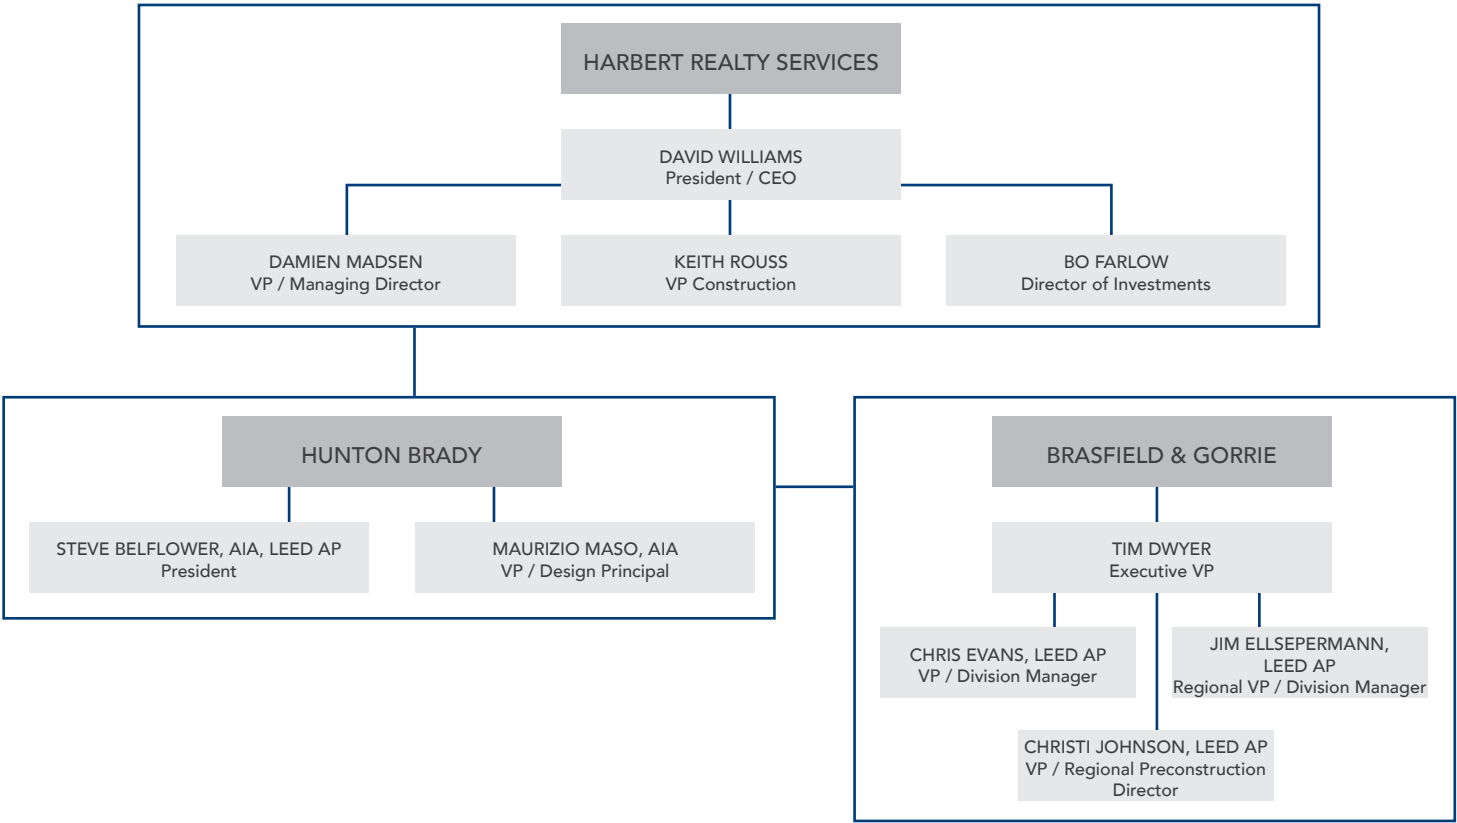 HARBERT REALTY SERVICES
DAVID WILLIAMS
President / CEO
DAMIEN MADSEN
VP / Managing Director
KEITH ROUSS
VP Construction
BO FARLOW
Director of Investments
HUNTON BRADY
STEVE BELFLOWER, AIA, LEED AP
President
MAURIZIO MASO, AIA
VP / Design Principal
BRASFIELD & GORRIE
TIM DWYER
Executive VP
CHRIS EVANS, LEED AP
VP / Division Manager
JIM ELLSEPERMANN,
LEED AP
Regional VP / Division Manager
CHRISTI JOHNSON, LEED AP
VP / Regional Preconstruction
Director